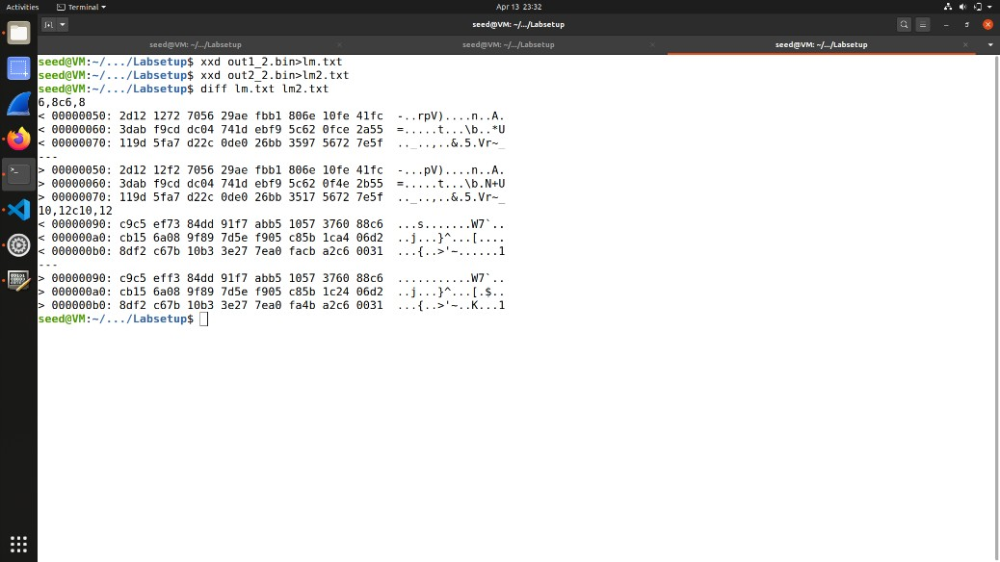 Activities
Terminal
Apr 13 23:32
seed@VM: ~/.../Labsetup
seed@VM: ~/.../Labsetup
seed@VM: ~/.../Labsetup
seed@VM: ~/.../Labsetup
seed@VM:~/.../Labsetup$ xxd out1_2.bin>lm.txt
seed@VM:~/.../Labsetup$ xxd out2_2.bin>lm2.txt
seed@VM:~/.../Labsetup$ diff lm.txt lm2.txt
6,8c6,8
< 00000050: 2d12 1272 7056 29ae fbb1 806e 10fe 41fc  -..rpV)....n..A.
< 00000060: 3dab f9cd dc04 741d ebf9 5c62 0fce 2a55  =.....t...\b..*U
< 00000070: 119d 5fa7 d22c 0de0 26bb 3597 5672 7e5f  .._..,..&.5.Vr~_
---
> 00000050: 2d12 12f2 7056 29ae fbb1 806e 10fe 41fc  -...pV)....n..A.
> 00000060: 3dab f9cd dc04 741d ebf9 5c62 0f4e 2b55  =.....t...\b.N+U
> 00000070: 119d 5fa7 d22c 0de0 26bb 3517 5672 7e5f  .._..,..&.5.Vr~_
10,12c10,12
< 00000090: c9c5 ef73 84dd 91f7 abb5 1057 3760 88c6  ...s.......W7`..
< 000000a0: cb15 6a08 9f89 7d5e f905 c85b 1ca4 06d2  ..j...}^...[....
< 000000b0: 8df2 c67b 10b3 3e27 7ea0 facb a2c6 0031  ...{..>'~......1
---
> 00000090: c9c5 eff3 84dd 91f7 abb5 1057 3760 88c6  ...........W7`..
> 000000a0: cb15 6a08 9f89 7d5e f905 c85b 1c24 06d2  ..j...}^...[.$..
> 000000b0: 8df2 c67b 10b3 3e27 7ea0 fa4b a2c6 0031  ...{..>'~..K...1
seed@VM:~/.../Labsetup$